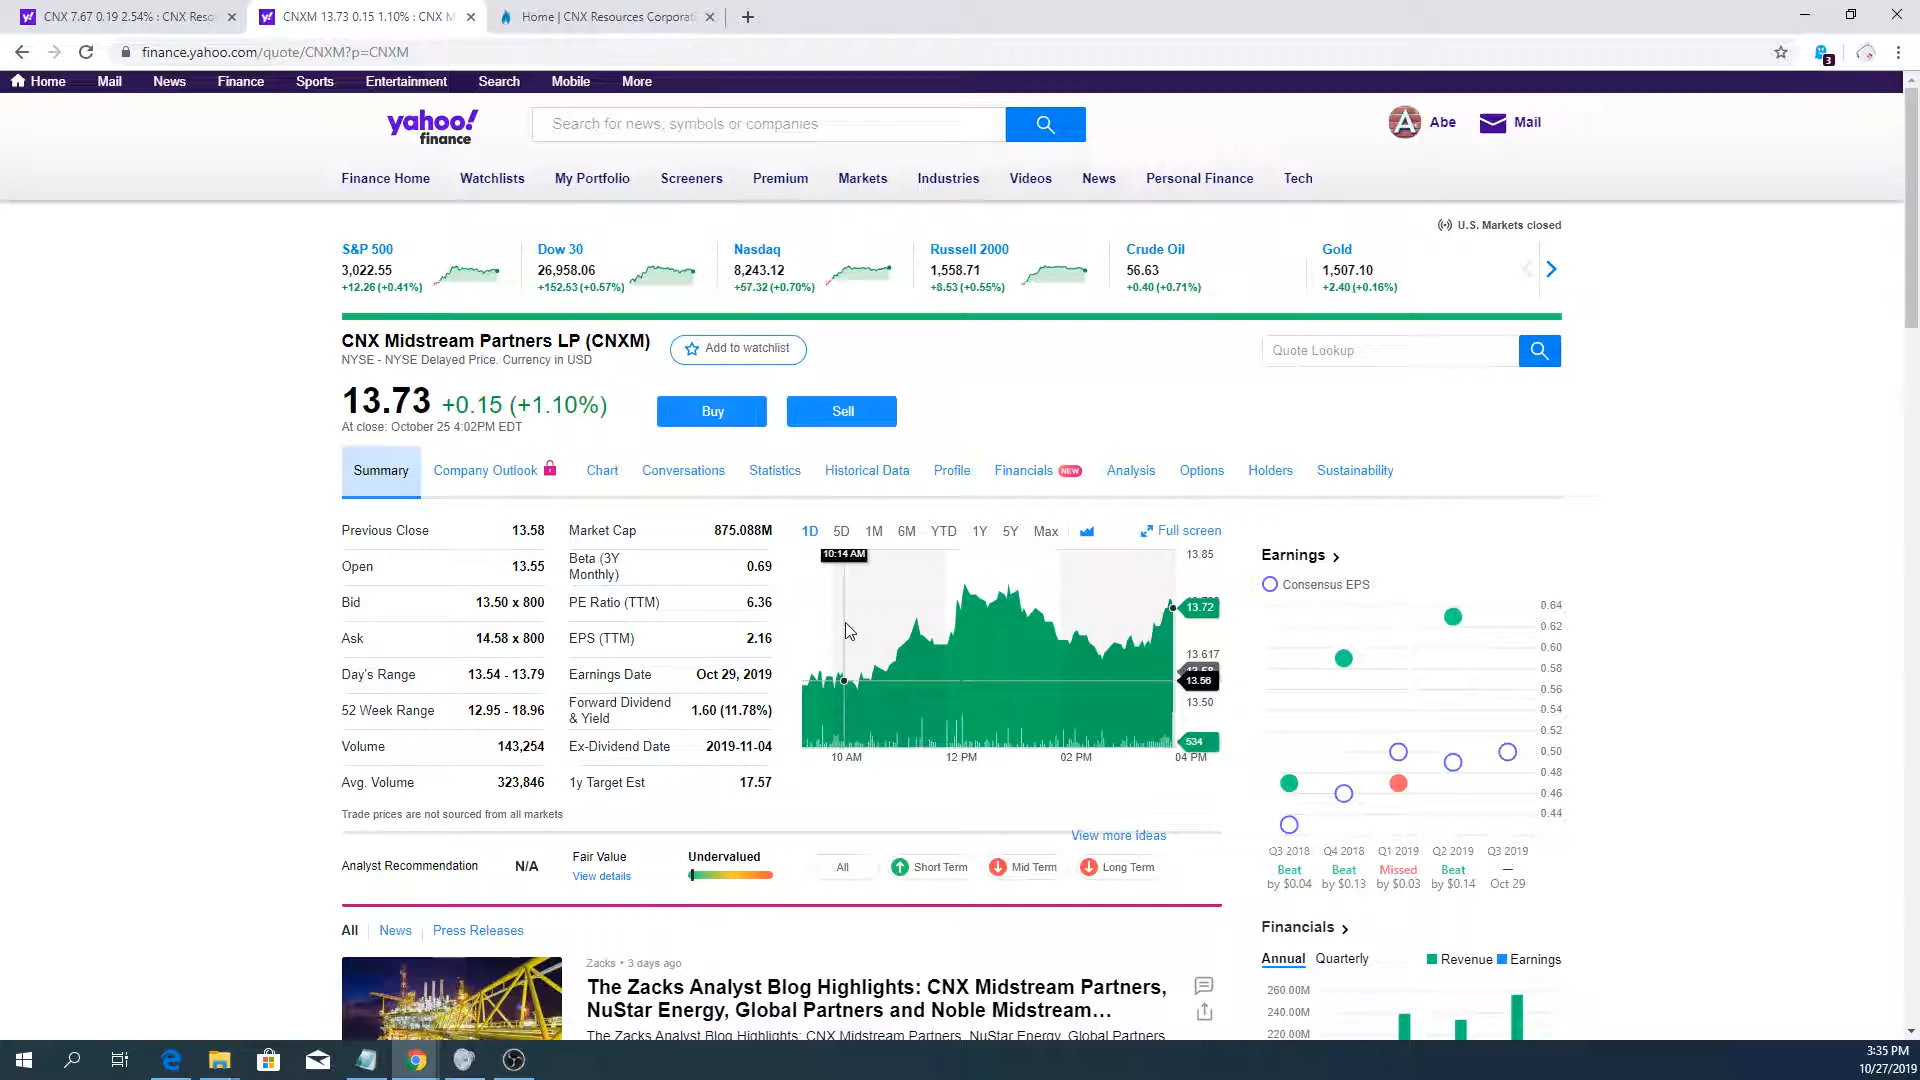 CNX 7.67 0.19 2.54% : CNX Reso
CNXM 13.73 0.15 1.10% : CNX M
Home | CNX Resources Corporat
finance.yahoo.com/quote/CNXM?p=CNXM
3
Home Mail News Finance Sports Entertainment Search Mobile More
yahoo!
finance
Search for news, symbols or companies
A
Abe
Mail
Finance Home Watchlists My Portfolio Screeners Premium Markets Industries Videos News Personal Finance Tech
U.S. Markets closed
S&P 500
3,022.55
+12.26 (+0.41%)
Dow 30
26,958.06
+152.53 (+0.57%)
Nasdaq
8,243.12
+57.32 (+0.70%)
Russell 2000
1,558.71
+8.53 (+0.55%)
Crude Oil
56.63
+0.40 (+0.71%)
Gold
1,507.10
+2.40 (+0.16%)
CNX Midstream Partners LP (CNXM)
NYSE - NYSE Delayed Price. Currency in USD
Add to watchlist
Quote Lookup
13.73 +0.15 (+1.10%)
At close: October 25 4:02PM EDT
Buy
Sell
Summary Company Outlook Chart Conversations Statistics Historical Data Profile Financials NEW Analysis Options Holders Sustainability
Previous Close 13.58
Open 13.55
Bid 13.50 x 800
Ask 14.58 x 800
Day's Range 13.54 - 13.79
52 Week Range 12.95 - 18.96
Volume 143,254
Avg. Volume 323,846
Market Cap 875.088M
Beta (3Y
Monthly) 0.69
PE Ratio (TTM) 6.36
EPS (TTM) 2.16
Earnings Date Oct 29, 2019
Forward Dividend
& Yield 1.60 (11.78%)
Ex-Dividend Date 2019-11-04
1y Target Est 17.57
Trade prices are not sourced from all markets
1D 5D 1M 6M YTD 1Y 5Y Max
Full screen
10:14 AM
13.85
13.72
13.617
13.56
13.50
534
10 AM 12 PM 02 PM 04 PM
View more ideas
Analyst Recommendation N/A
Fair Value
View details
Undervalued
All Short Term Mid Term Long Term
Earnings
Consensus EPS
0.64
0.62
0.60
0.58
0.56
0.54
0.52
0.50
0.48
0.46
0.44
Q3 2018 Q4 2018 Q1 2019 Q2 2019 Q3 2019
Beat Beat Missed Beat —
by $0.04 by $0.13 by $0.03 by $0.14 Oct 29
Financials
Annual Quarterly Revenue Earnings
260.00M
240.00M
220.00M
All News Press Releases
Zacks • 3 days ago
The Zacks Analyst Blog Highlights: CNX Midstream Partners,
NuStar Energy, Global Partners and Noble Midstream...
The Zacks Analyst Blog Highlights: CNX Midstream Partners, NuStar Energy, Global Partners
3:35 PM
10/27/2019